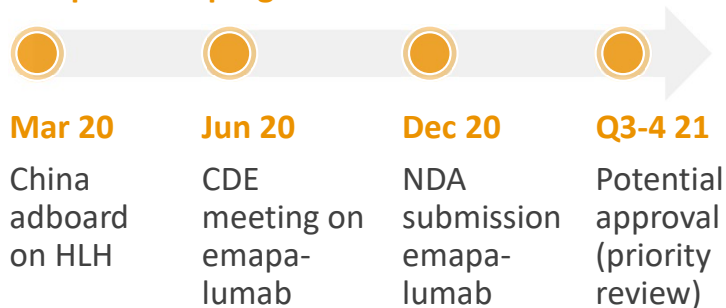 Mar 20
China
adboard
on HLH
Jun 20
CDE
meeting on
emapa-
lumab
Dec 20
NDA
submission
emapa-
lumab
Q3-4 21
Potential
approval
(priority
review)